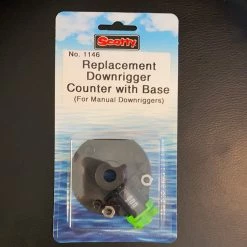 Scotty
No. 1146
Replacement
Downrigger
Counter with Base
(For Manual Downriggers)